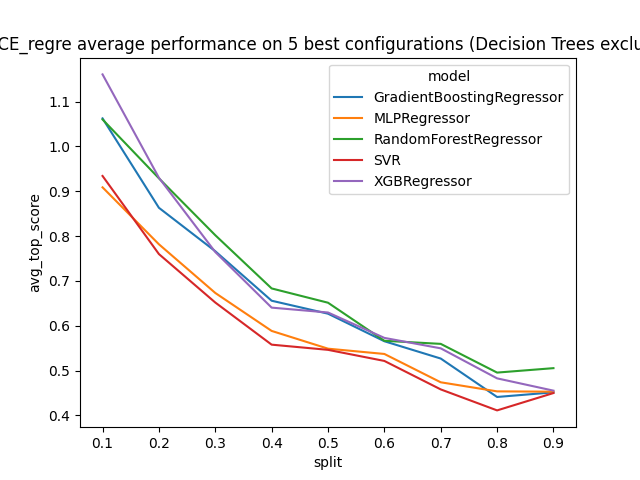 CE_regre average performance on 5 best configurations (Decision Trees exclu
model
GradientBoostingRegressor
MLPRegressor
RandomForestRegressor
SVR
XGBRegressor
avg_top_score
1.1
1.0
0.9
0.8
0.7
0.6
0.5
0.4
0.1 0.2 0.3 0.4 0.5 0.6 0.7 0.8 0.9
split